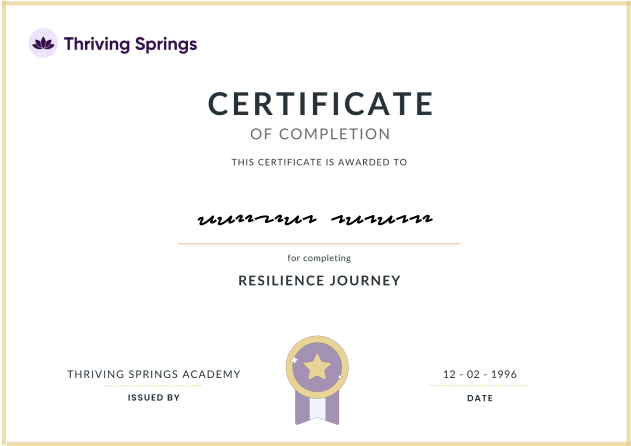 Thriving Springs
CERTIFICATE
OF COMPLETION
THIS CERTIFICATE IS AWARDED TO
for completing
RESILIENCE JOURNEY
THRIVING SPRINGS ACADEMY
ISSUED BY
12 - 02 - 1996
DATE